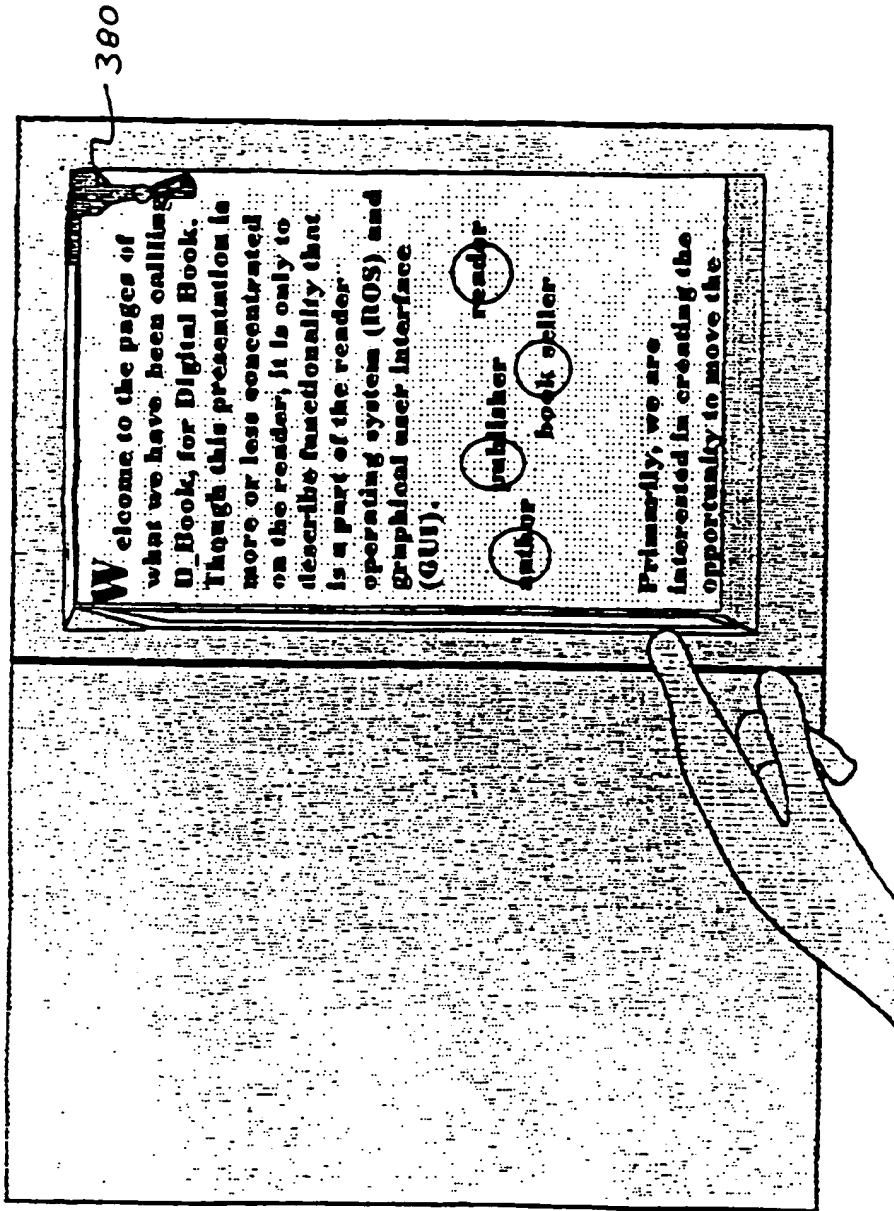 380
Welcome to the pages of
what we have been callling
D_Book, for Digital Book.
Though this presentation is
more or less concentrated
on the reader, it is only to
describe functionality that
is a part of the reader
operating system (ROS) and
graphical user interface
(GUI).
author publisher reader
book seller
Primarily, we are
interested in creating the
opportunity to move the